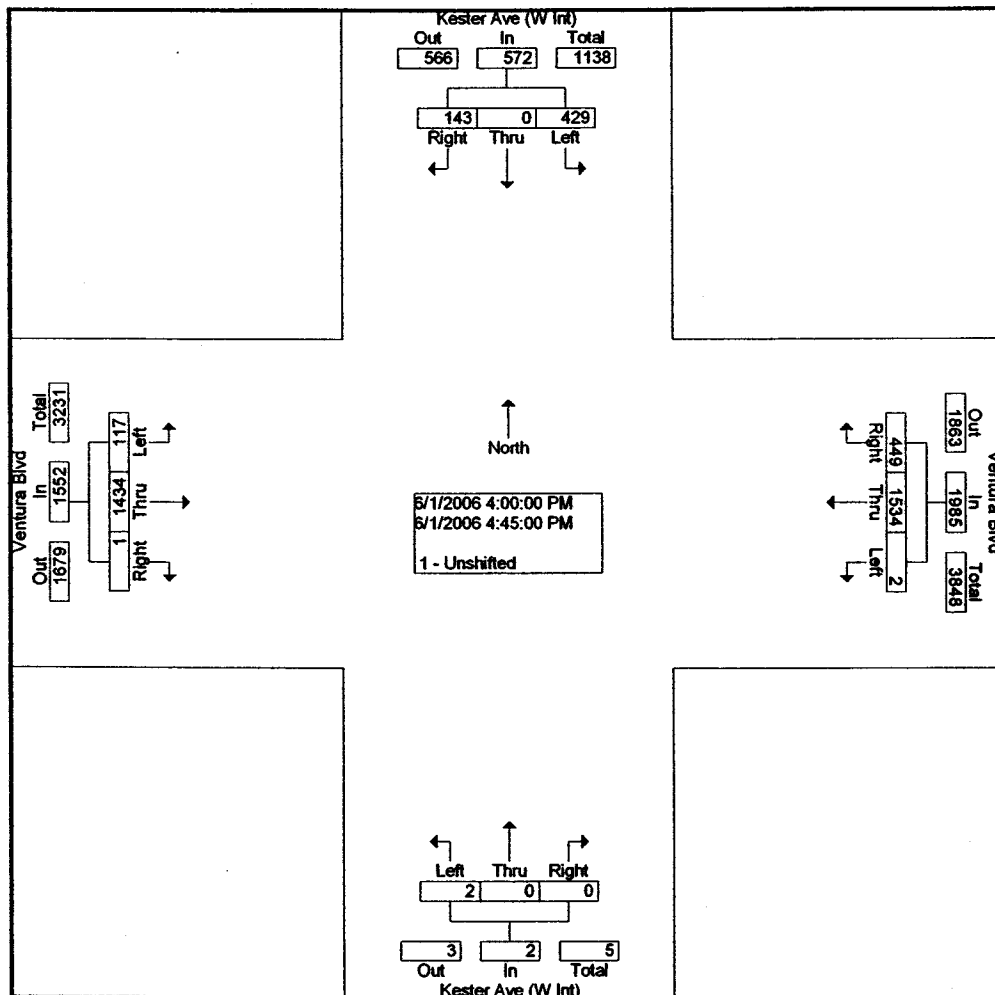 Kester Ave (W Int)
Out In Total
566 572 1138
143 0 429
Right Thru Left
Ventura Blvd
Out In Total
1679 1552 3231
1 1434 117
Right Thru Left
North
6/1/2006 4:00:00 PM
6/1/2006 4:45:00 PM
1 - Unshifted
Right Thru Left
449 1534 2
Out In Total
1863 1985 3848
Ventura Blvd
Left Thru Right
2 0 0
3 2 5
Out In Total
Kester Ave (W Int)